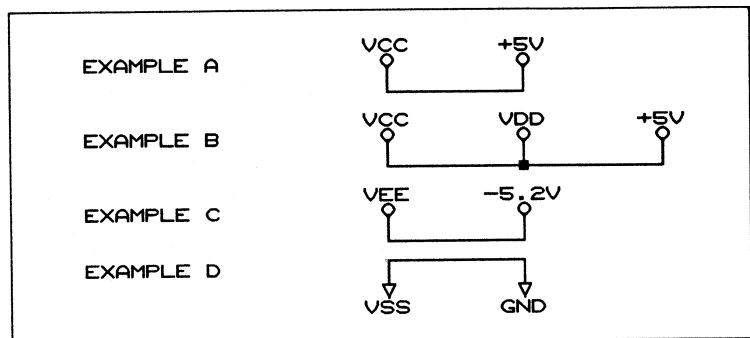 VCC +5V
EXAMPLE A
VCC VDD +5V
EXAMPLE B
VEE -5.2V
EXAMPLE C
EXAMPLE D
VSS GND